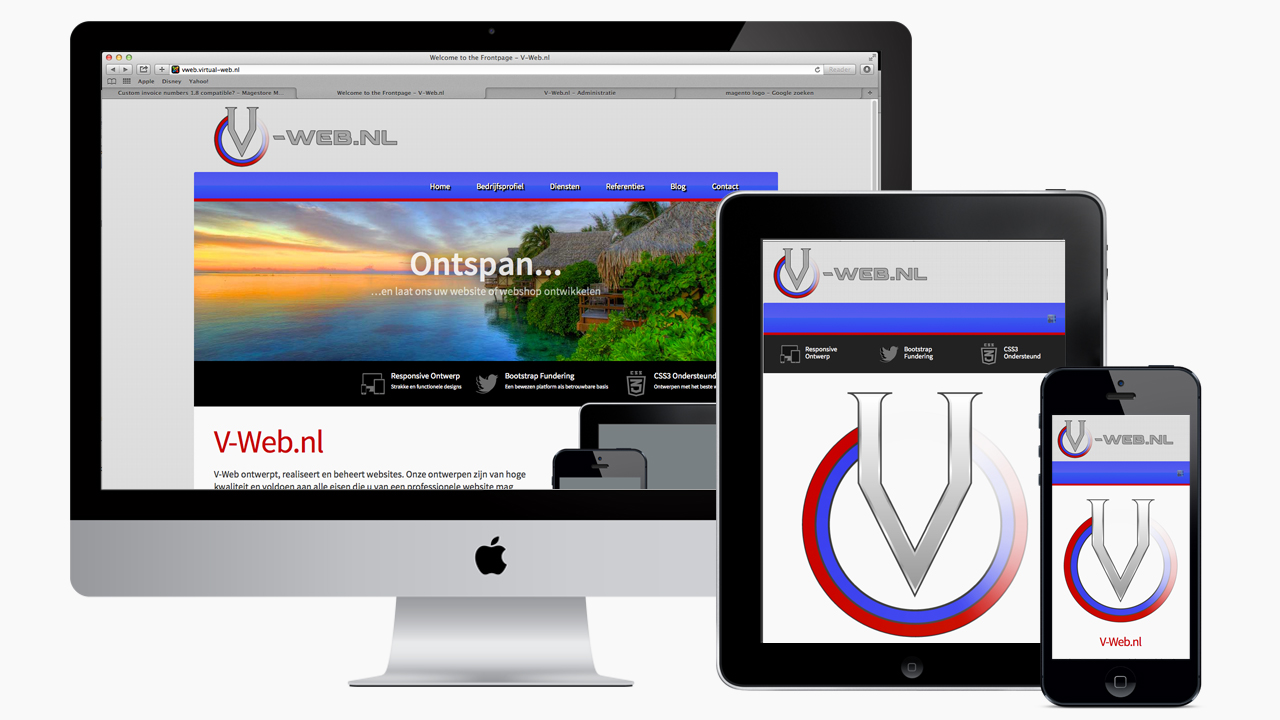 Welcome to the Frontpage – V-Web.nl
vweb.virtual-web.nl
Reader
Apple Disney Yahoo!
Custom invoice numbers 1.8 compatible? – Magestore M... Welcome to the Frontpage – V-Web.nl V-Web.nl – Administratie magento logo – Google zoeken
V-WEB.NL
Home Bedrijfsprofiel Diensten Referenties Blog Contact
Ontspan...
...en laat ons uw website of webshop ontwikkelen
Responsive Ontwerp
Strakke en functionele designs
Bootstrap Fundering
Een bewezen platform als betrouwbare basis
CSS 3
CSS3 Ondersteund
Ontwerpen met het beste
V-Web.nl
V-Web ontwerpt, realiseert en beheert websites. Onze ontwerpen zijn van hoge
kwaliteit en voldoen aan alle eisen die u van een professionele website mag
V-WEB.NL
Responsive
Ontwerp
Bootstrap
Fundering
CSS 3
CSS3
Ondersteund
V
V-WEB.NL
V
V-Web.nl